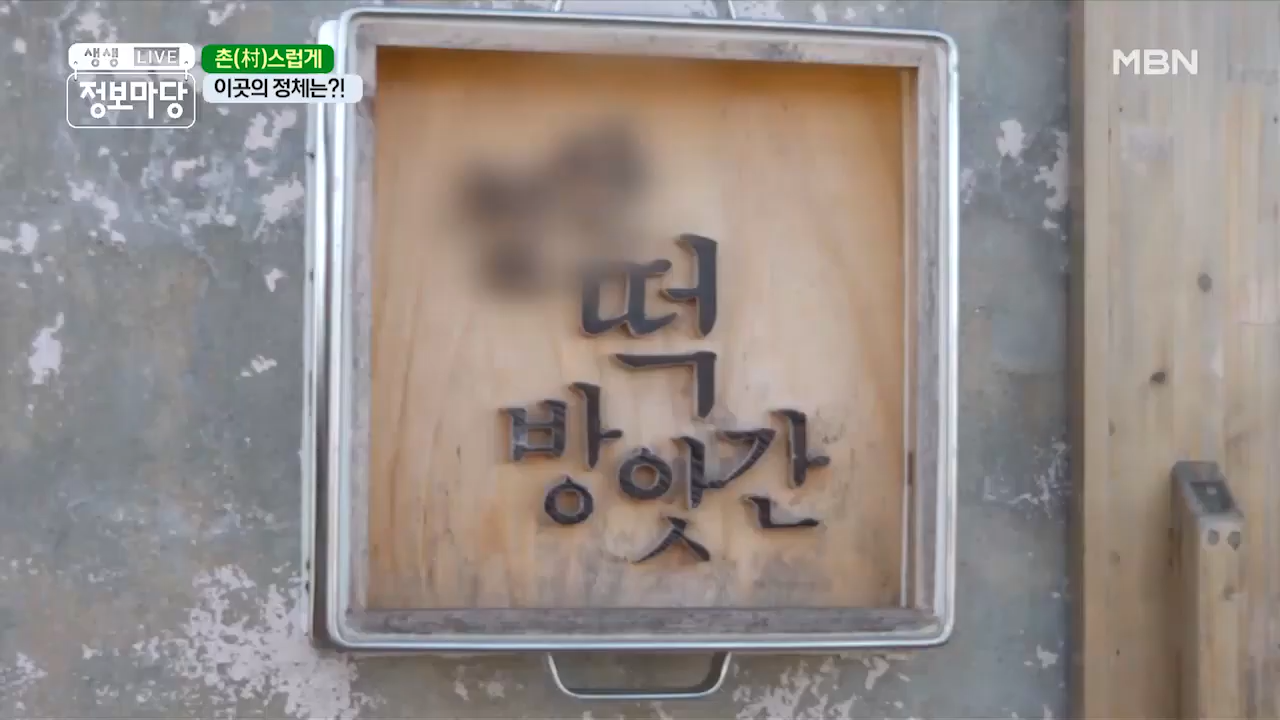 생생 LIVE
정보마당
촌(村)스럽게
이곳의 정체는?!
MBN
떡
방앗간